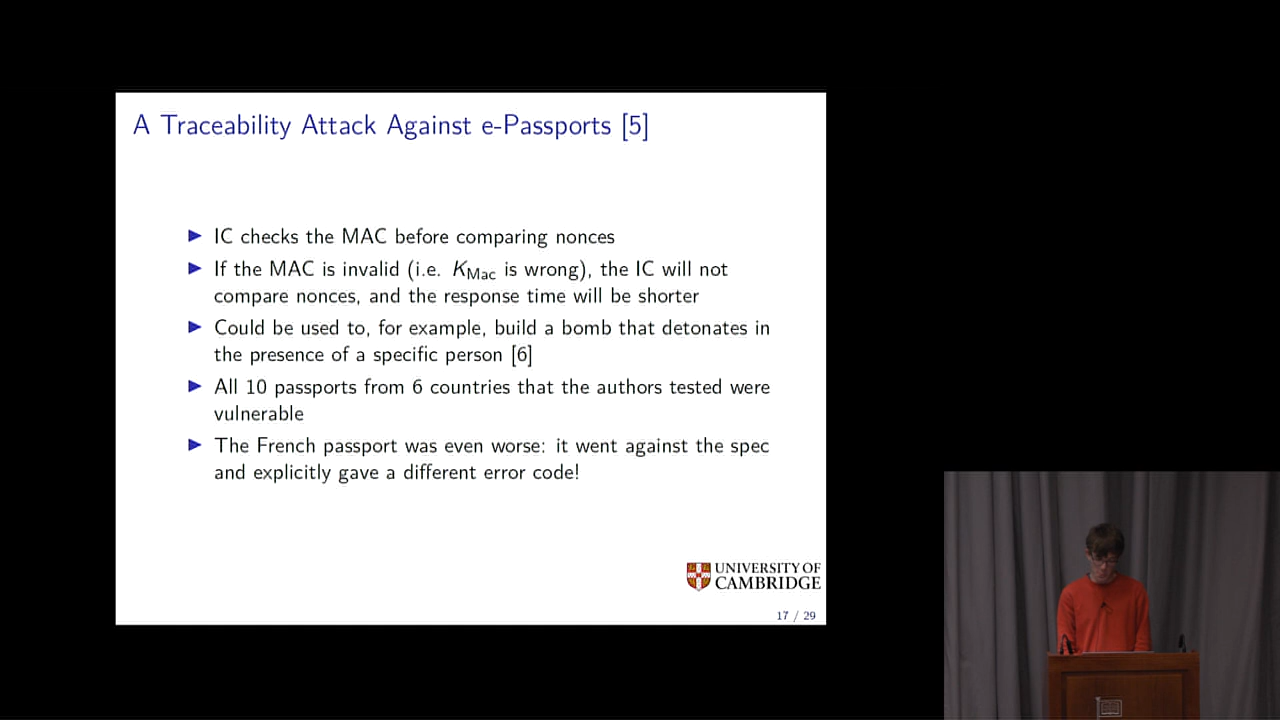 A Traceability Attack Against e-Passports [5]
▶ IC checks the MAC before comparing nonces
▶ If the MAC is invalid (i.e. K_Mac is wrong), the IC will not
compare nonces, and the response time will be shorter
▶ Could be used to, for example, build a bomb that detonates in
the presence of a specific person [6]
▶ All 10 passports from 6 countries that the authors tested were
vulnerable
▶ The French passport was even worse: it went against the spec
and explicitly gave a different error code!
UNIVERSITY OF
CAMBRIDGE
17 / 29